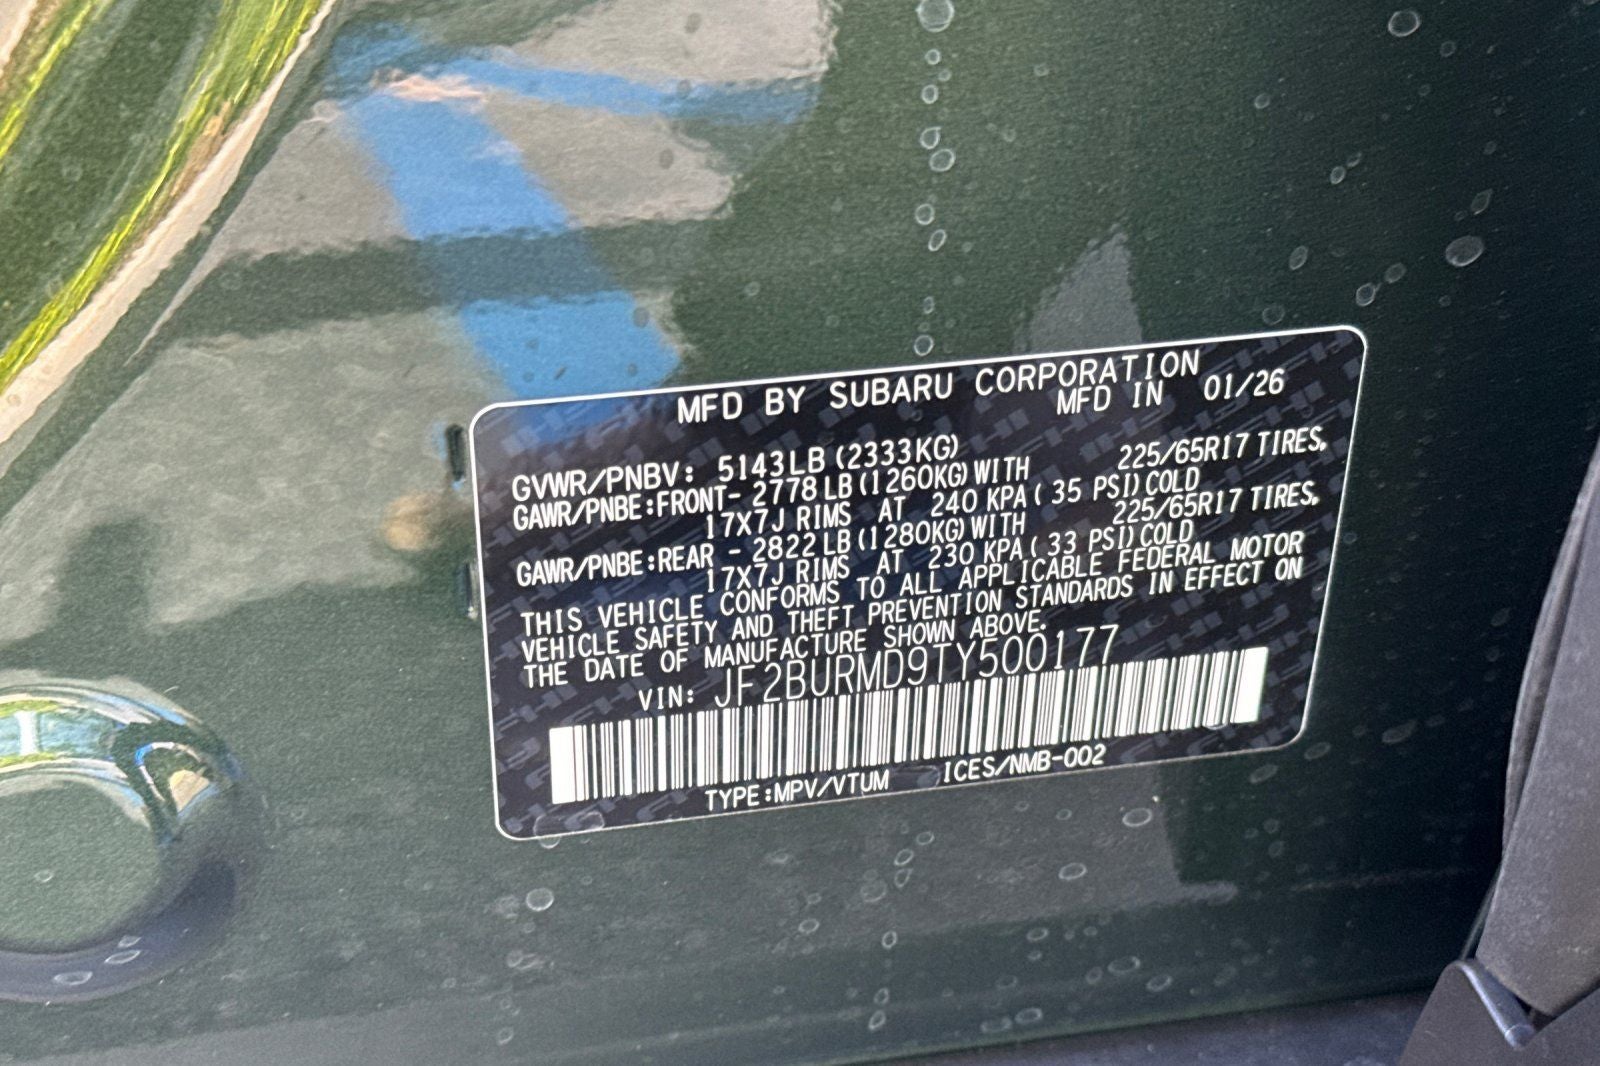 MFD BY SUBARU CORPORATION
MFD IN 01/26
GVWR/PNBV: 5143LB (2333KG)
GAWR/PNBE:FRONT- 2778 LB (1260KG) WITH 225/65R17 TIRES,
17X7J RIMS AT 240 KPA ( 35 PSI) COLD
GAWR/PNBE:REAR - 2822 LB (1280KG) WITH 225/65R17 TIRES,
17X7J RIMS AT 230 KPA ( 33 PSI) COLD
THIS VEHICLE CONFORMS TO ALL APPLICABLE FEDERAL MOTOR
VEHICLE SAFETY AND THEFT PREVENTION STANDARDS IN EFFECT ON
THE DATE OF MANUFACTURE SHOWN ABOVE.
VIN: JF2BURMD9TY500177
TYPE:MPV/VTUM ICES/NMB-002